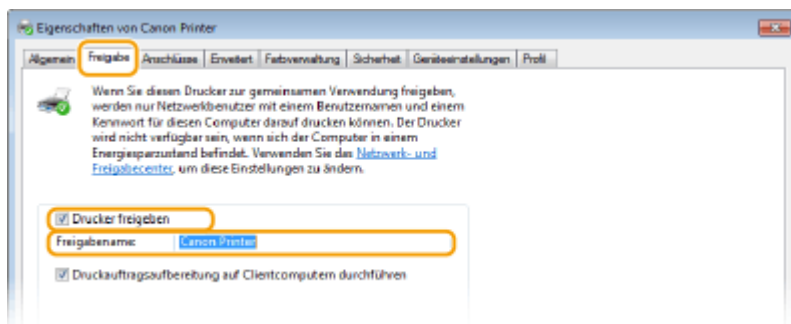 Eigenschaften von Canon Printer
Allgemein Freigabe Anschlüsse Erweitert Farbverwaltung Sicherheit Geräteeinstellungen Profil
Wenn Sie diesen Drucker zur gemeinsamen Verwendung freigeben,
werden nur Netzwerkbenutzer mit einem Benutzernamen und einem
Kennwort für diesen Computer darauf drucken können. Der Drucker
wird nicht verfügbar sein, wenn sich der Computer in einem
Energiesparzustand befindet. Verwenden Sie das Netzwerk- und
Freigabecenter, um diese Einstellungen zu ändern.
Drucker freigeben
Freigabename: Canon Printer
Druckauftragsaufbereitung auf Clientcomputern durchführen